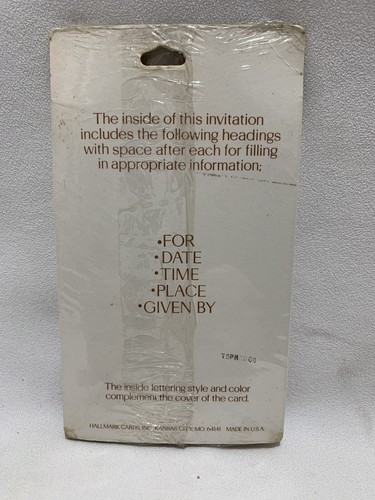 The inside of this invitation
includes the following headings
with space after each for filling
in appropriate information;
•FOR
•DATE
•TIME
•PLACE
•GIVEN BY
The inside lettering style and color
complement the cover of the card.
HALLMARK CARDS, INC. KANSAS CITY, MO. 64141 MADE IN U.S.A.